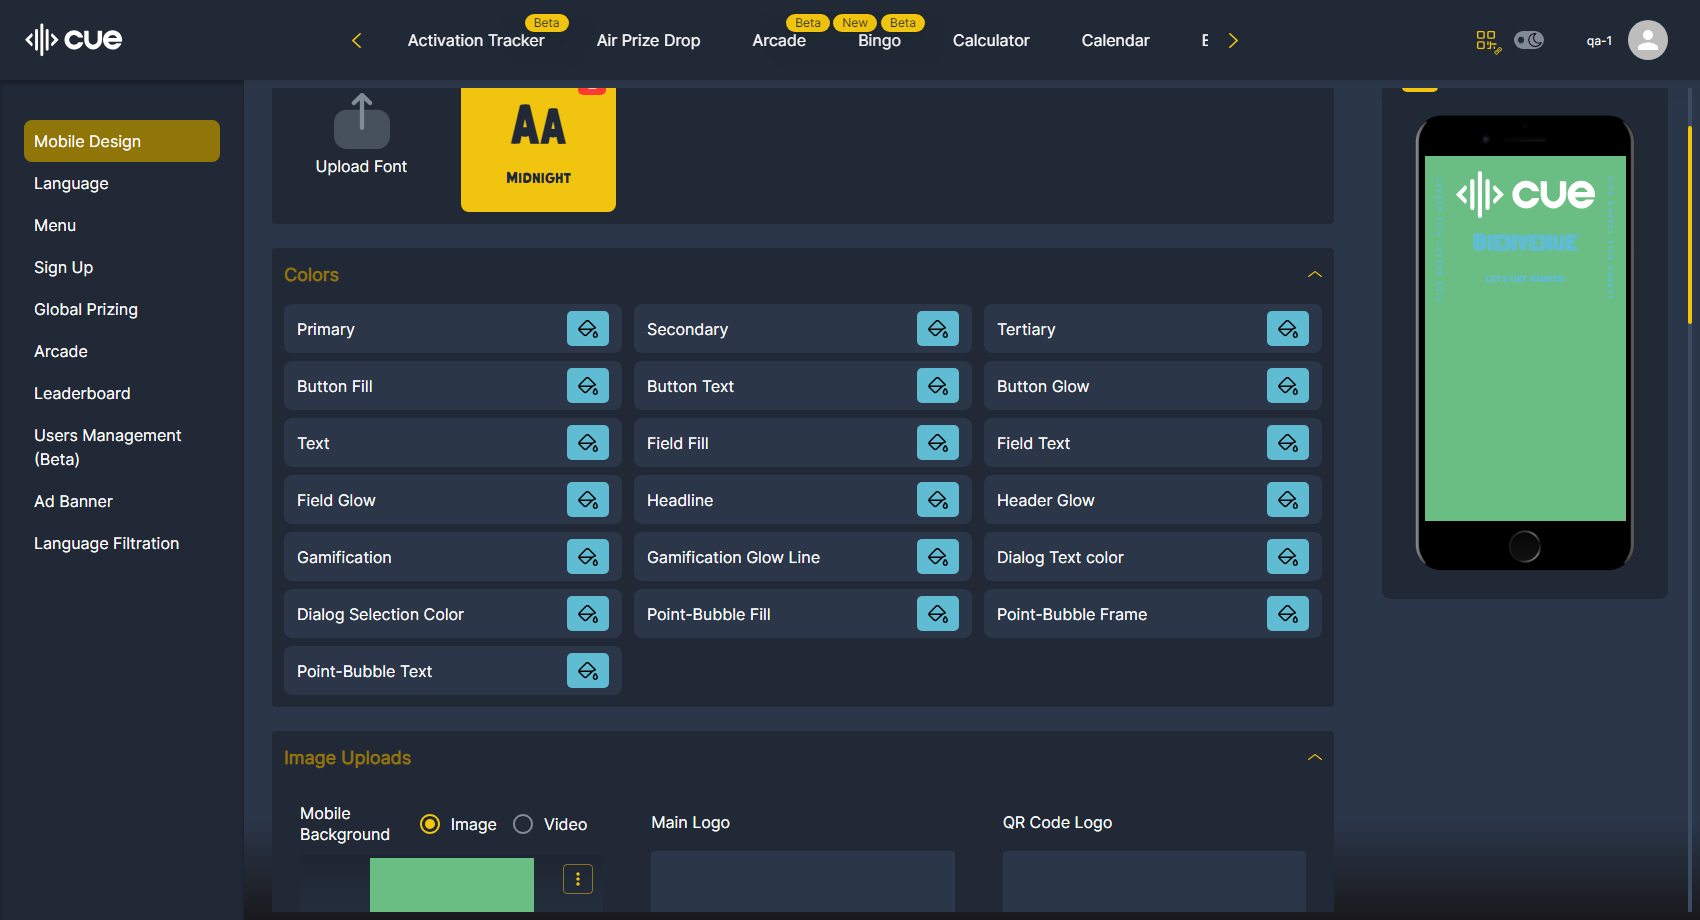 cue
Activation Tracker
Beta
Air Prize Drop
Arcade
Beta
New
Bingo
Beta
Calculator
Calendar
qa-1
Mobile Design
Language
Menu
Sign Up
Global Prizing
Arcade
Leaderboard
Users Management
(Beta)
Ad Banner
Language Filtration
Upload Font
AA
MIDNIGHT
Colors
Primary
Secondary
Tertiary
Button Fill
Button Text
Button Glow
Text
Field Fill
Field Text
Field Glow
Headline
Header Glow
Gamification
Gamification Glow Line
Dialog Text color
Dialog Selection Color
Point-Bubble Fill
Point-Bubble Frame
Point-Bubble Text
Image Uploads
Mobile
Background
Image
Video
Main Logo
QR Code Logo
cue
BIENVENUE